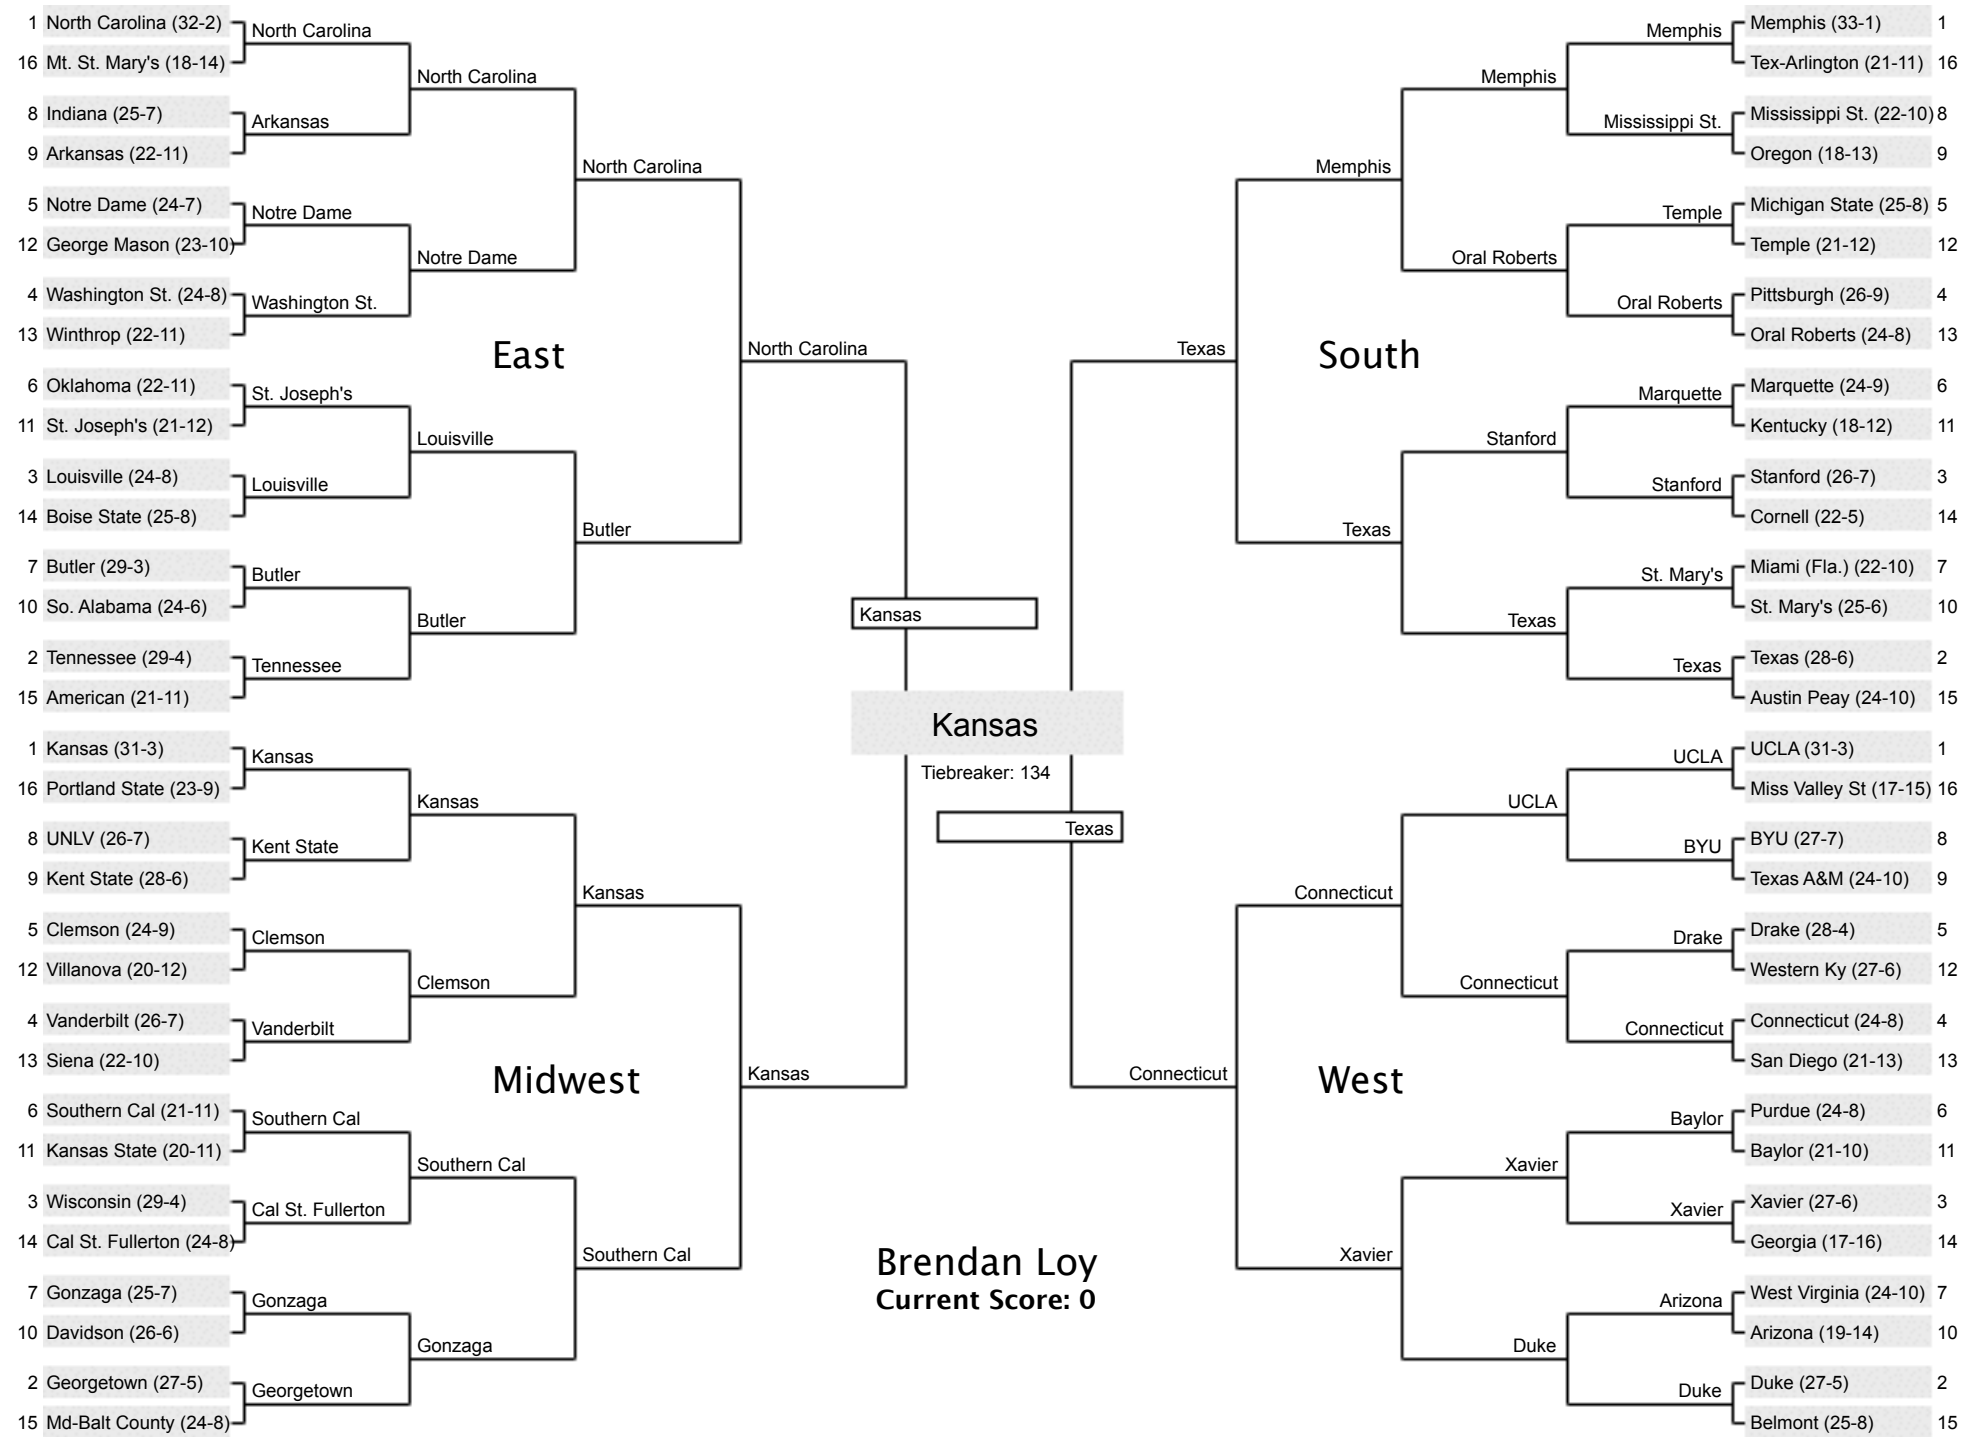 1 North Carolina (32-2)
16 Mt. St. Mary's (18-14)
8 Indiana (25-7)
9 Arkansas (22-11)
5 Notre Dame (24-7)
12 George Mason (23-10)
4 Washington St. (24-8)
13 Winthrop (22-11)
6 Oklahoma (22-11)
11 St. Joseph's (21-12)
3 Louisville (24-8)
14 Boise State (25-8)
7 Butler (29-3)
10 So. Alabama (24-6)
2 Tennessee (29-4)
15 American (21-11)
North Carolina
Arkansas
Notre Dame
Washington St.
St. Joseph's
Louisville
Butler
Tennessee
North Carolina
Notre Dame
Louisville
Butler
North Carolina
Butler
North Carolina
East
1 Kansas (31-3)
16 Portland State (23-9)
8 UNLV (26-7)
9 Kent State (28-6)
5 Clemson (24-9)
12 Villanova (20-12)
4 Vanderbilt (26-7)
13 Siena (22-10)
6 Southern Cal (21-11)
11 Kansas State (20-11)
3 Wisconsin (29-4)
14 Cal St. Fullerton (24-8)
7 Gonzaga (25-7)
10 Davidson (26-6)
2 Georgetown (27-5)
15 Md-Balt County (24-8)
Kansas
Kent State
Clemson
Vanderbilt
Southern Cal
Cal St. Fullerton
Gonzaga
Georgetown
Kansas
Clemson
Southern Cal
Gonzaga
Kansas
Southern Cal
Kansas
Midwest
Kansas
Kansas
Tiebreaker: 134
Texas
Brendan Loy
Current Score: 0
Memphis (33-1) 1
Tex-Arlington (21-11) 16
Mississippi St. (22-10) 8
Oregon (18-13) 9
Michigan State (25-8) 5
Temple (21-12) 12
Pittsburgh (26-9) 4
Oral Roberts (24-8) 13
Marquette (24-9) 6
Kentucky (18-12) 11
Stanford (26-7) 3
Cornell (22-5) 14
Miami (Fla.) (22-10) 7
St. Mary's (25-6) 10
Texas (28-6) 2
Austin Peay (24-10) 15
Memphis
Mississippi St.
Temple
Oral Roberts
Marquette
Stanford
St. Mary's
Texas
Memphis
Oral Roberts
Stanford
Texas
Memphis
Texas
Texas
South
UCLA (31-3) 1
Miss Valley St (17-15) 16
BYU (27-7) 8
Texas A&M (24-10) 9
Drake (28-4) 5
Western Ky (27-6) 12
Connecticut (24-8) 4
San Diego (21-13) 13
Purdue (24-8) 6
Baylor (21-10) 11
Xavier (27-6) 3
Georgia (17-16) 14
West Virginia (24-10) 7
Arizona (19-14) 10
Duke (27-5) 2
Belmont (25-8) 15
UCLA
BYU
Drake
Connecticut
Baylor
Xavier
Arizona
Duke
UCLA
Connecticut
Xavier
Duke
Connecticut
Xavier
Connecticut
West